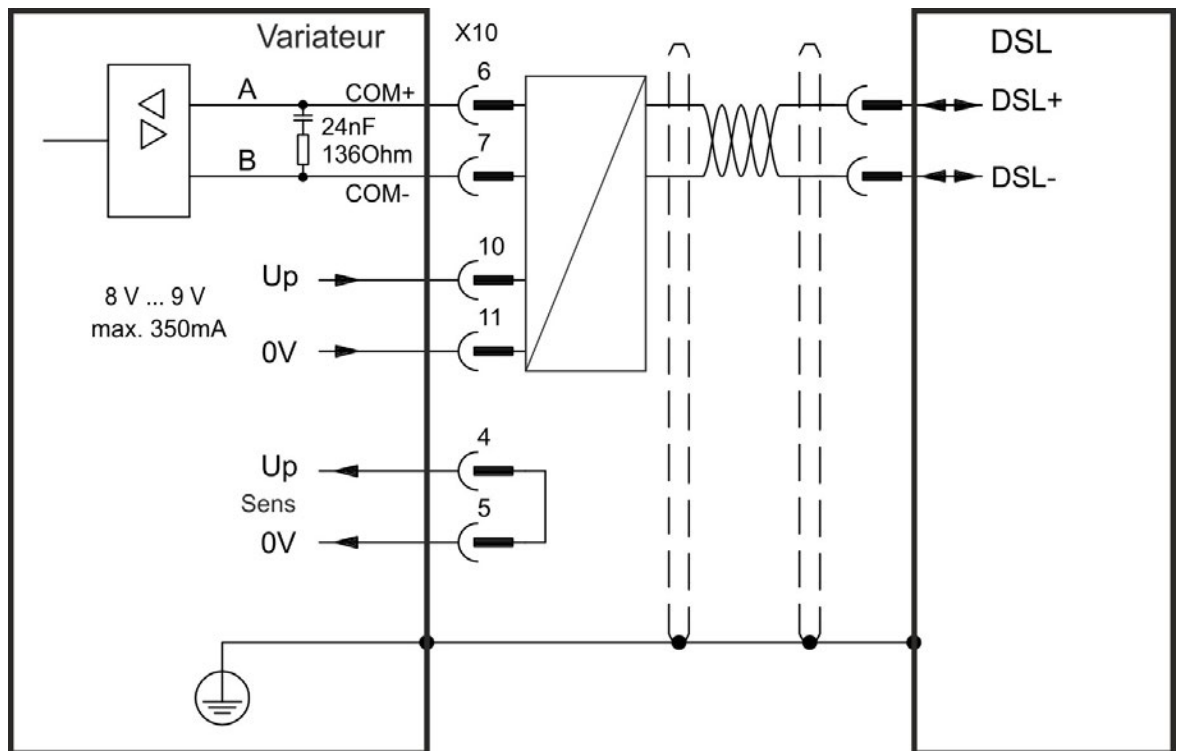 Variateur
X10
DSL
6
A
COM+
DSL+
24nF
7
136Ohm
B
COM-
DSL-
10
Up
8 V ... 9 V
11
max. 350mA
0V
4
Up
Sens
5
0V